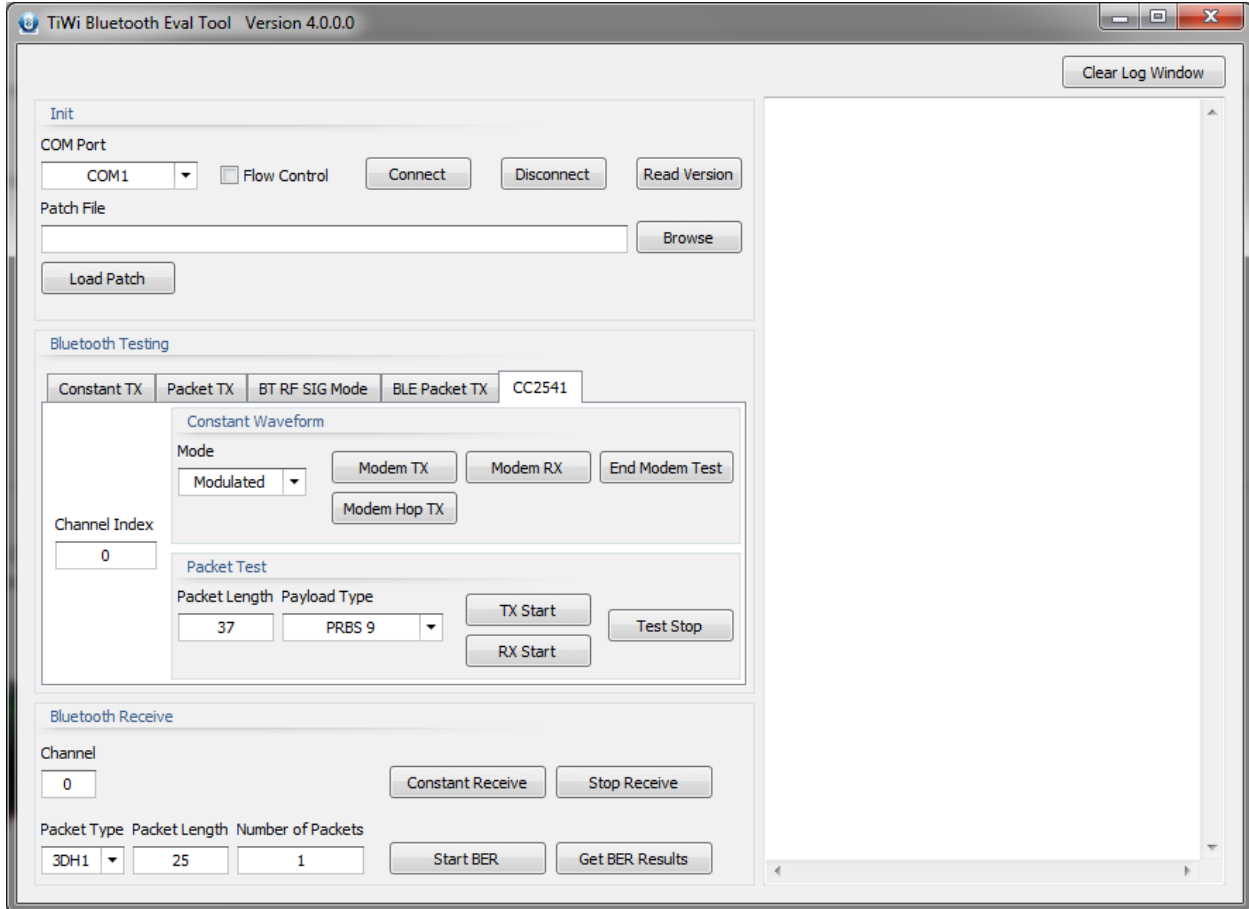 TiWi Bluetooth Eval Tool   Version 4.0.0.0
Clear Log Window
Init
COM Port
COM1
Flow Control
Connect
Disconnect
Read Version
Patch File
Browse
Load Patch
Bluetooth Testing
Constant TX
Packet TX
BT RF SIG Mode
BLE Packet TX
CC2541
Channel Index
0
Constant Waveform
Mode
Modulated
Modem TX
Modem RX
End Modem Test
Modem Hop TX
Packet Test
Packet Length
37
Payload Type
PRBS 9
TX Start
RX Start
Test Stop
Bluetooth Receive
Channel
0
Constant Receive
Stop Receive
Packet Type
3DH1
Packet Length
25
Number of Packets
1
Start BER
Get BER Results